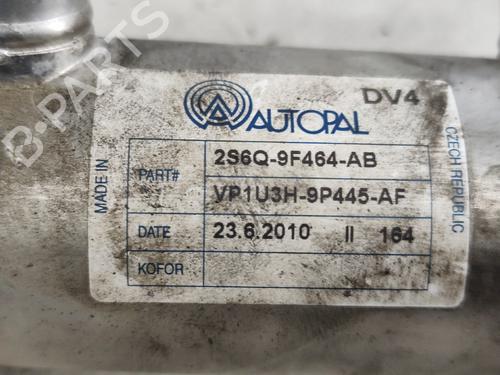 B-PARTS
DV4
AUTOPAL
MADE IN
CZECH REPUBLIC
PART# 2S6Q-9F464-AB
VP1U3H-9P445-AF
DATE 23.6.2010 II 164
KOFOR